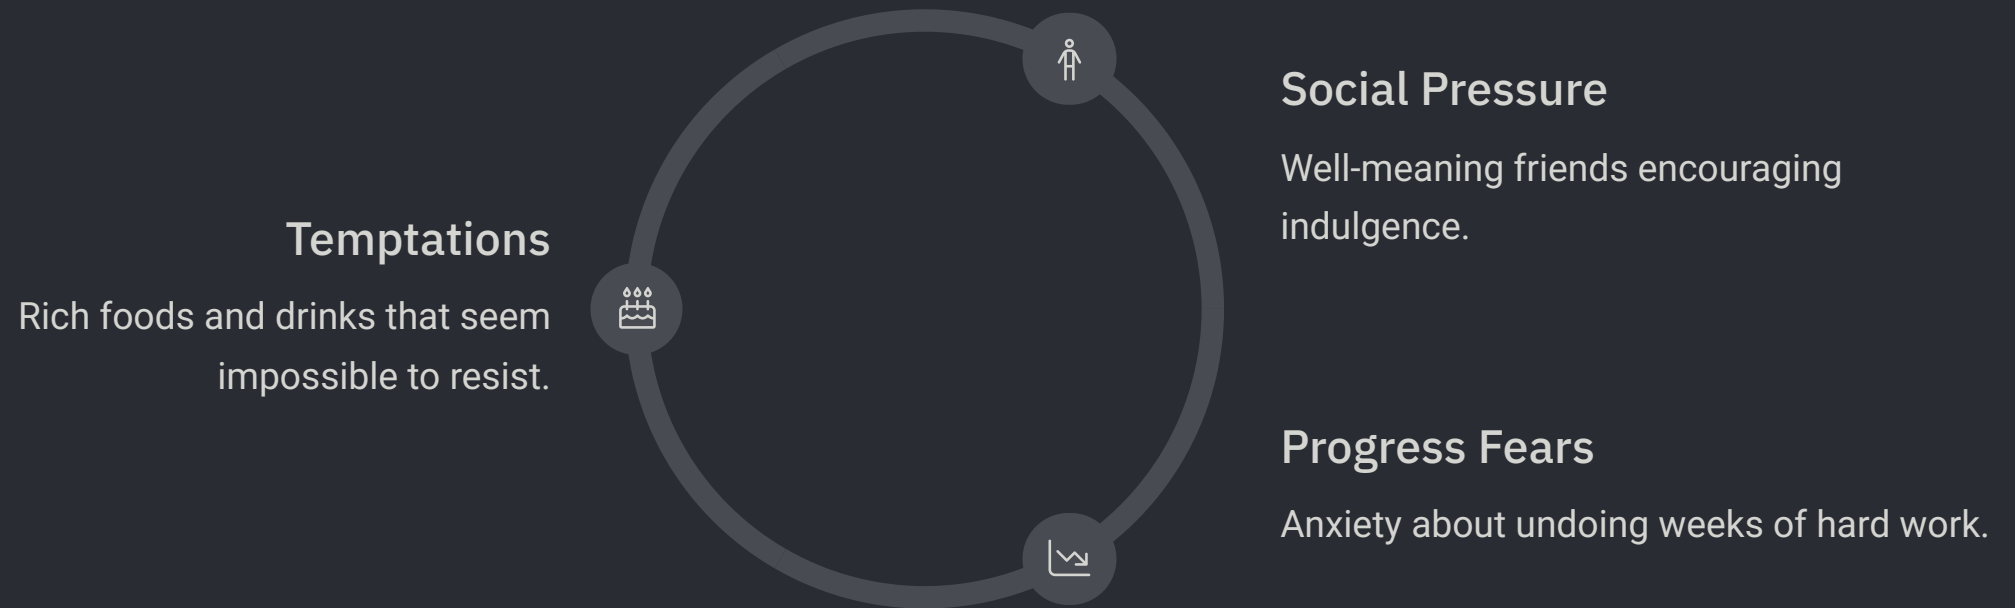 Social Pressure
Well-meaning friends encouraging
indulgence.
Temptations
Rich foods and drinks that seem
impossible to resist.
Progress Fears
Anxiety about undoing weeks of hard work.